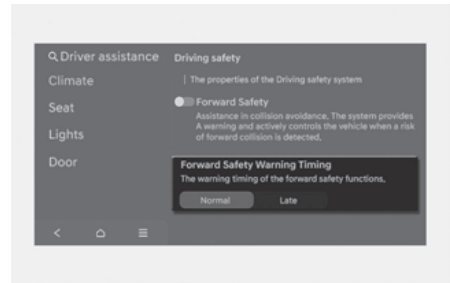 Driver assistance
Climate
Seat
Lights
Door
Driving safety
The properties of the Driving safety system
Forward Safety
Assistance in collision avoidance, The system provides
A warning and actively controls the vehicle when a risk
of forward collision is detected,
Forward Safety Warning Timing
The warning timing of the forward safety functions,
Normal Late